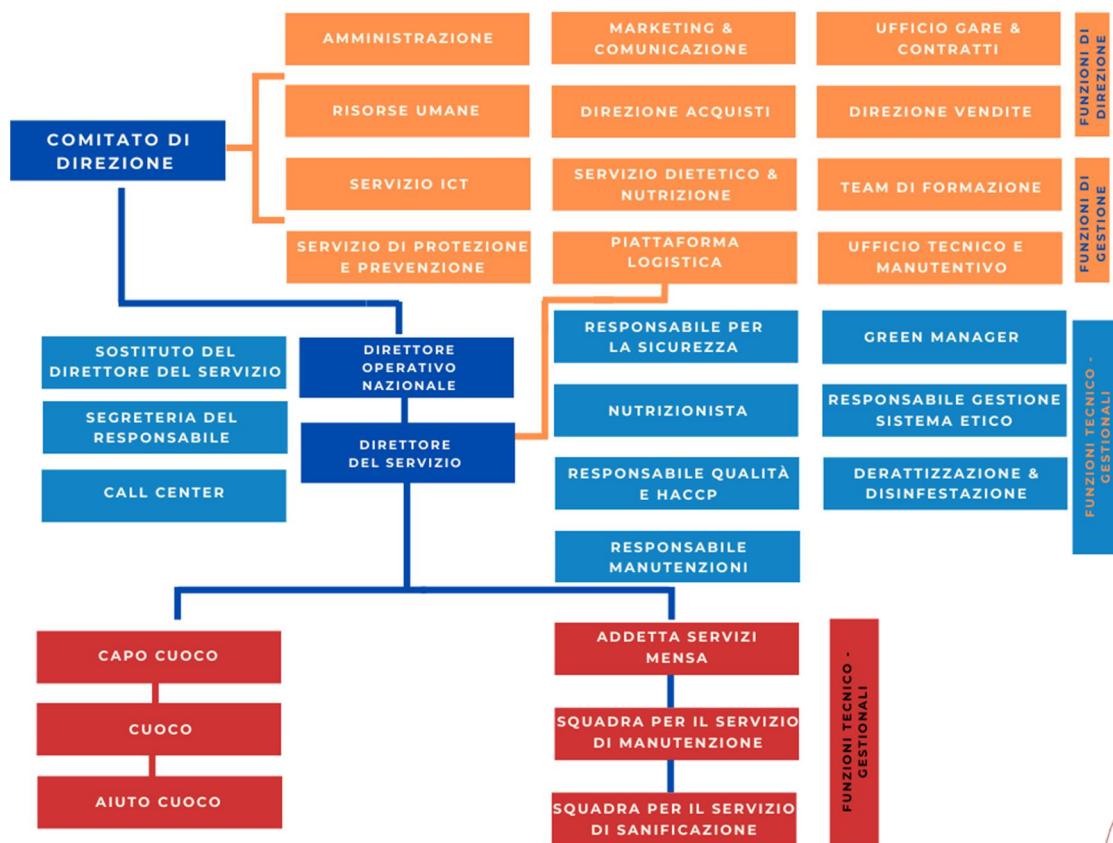 AMMINISTRAZIONE
MARKETING &
COMUNICAZIONE
UFFICIO GARE &
CONTRATTI
FUNZIONI DI
DIREZIONE
COMITATO DI
DIREZIONE
RISORSE UMANE
DIREZIONE ACQUISTI
DIREZIONE VENDITE
SERVIZIO ICT
SERVIZIO DIETETICO &
NUTRIZIONE
TEAM DI FORMAZIONE
FUNZIONI DI
GESTIONE
SERVIZIO DI PROTEZIONE
E PREVENZIONE
PIATTAFORMA
LOGISTICA
UFFICIO TECNICO E
MANUTENTIVO
SOSTITUTO DEL
DIRETTORE DEL SERVIZIO
DIRETTORE
OPERATIVO
NAZIONALE
RESPONSABILE PER
LA SICUREZZA
GREEN MANAGER
FUNZIONI TECNICO -
GESTIONALI
SEGRETERIA DEL
RESPONSABILE
DIRETTORE
DEL SERVIZIO
NUTRIZIONISTA
RESPONSABILE GESTIONE
SISTEMA ETICO
CALL CENTER
RESPONSABILE QUALITÀ
E HACCP
DERATTIZZAZIONE &
DISINFESTAZIONE
RESPONSABILE
MANUTENZIONI
CAPO CUOCO
ADDETTA SERVIZI
MENSA
FUNZIONI TECNICO -
GESTIONALI
CUOCO
SQUADRA PER IL SERVIZIO
DI MANUTENZIONE
AIUTO CUOCO
SQUADRA PER IL SERVIZIO
DI SANIFICAZIONE